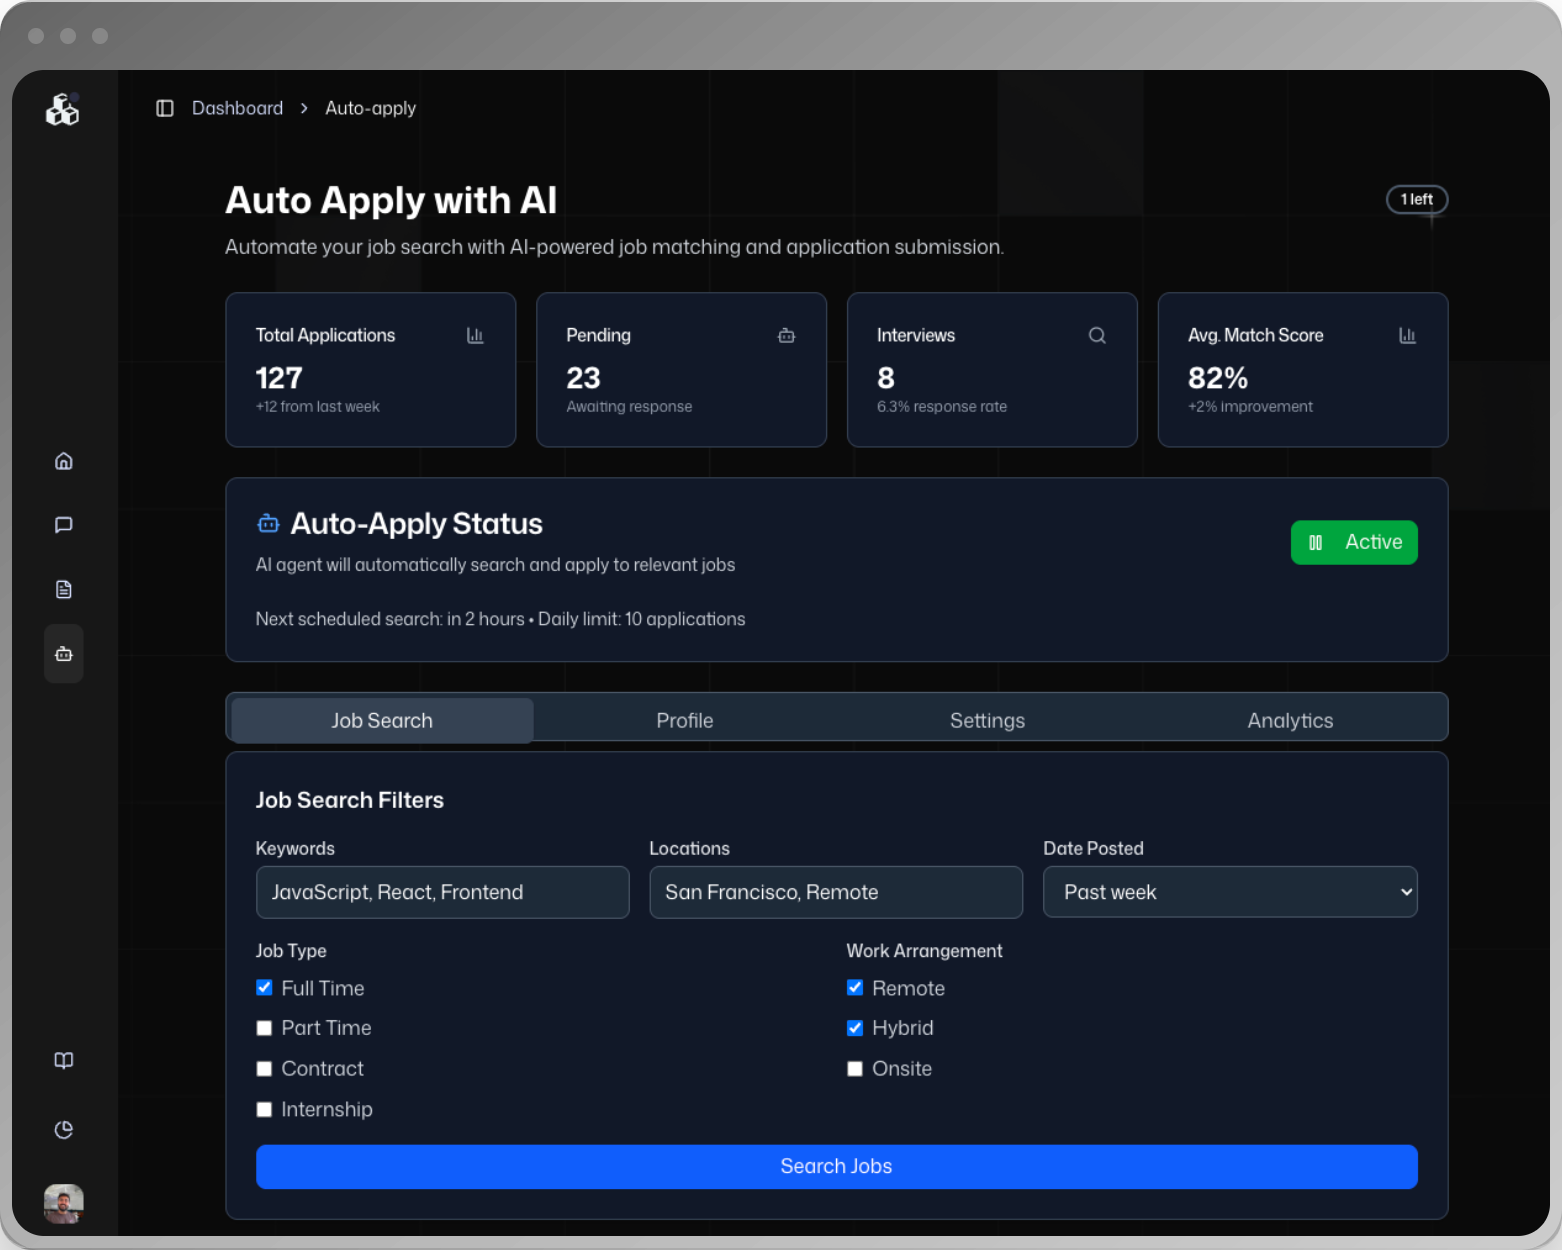 Dashboard > Auto-apply
Auto Apply with AI
1 left
Automate your job search with AI-powered job matching and application submission.
Total Applications
127
+12 from last week
Pending
23
Awaiting response
Interviews
8
6.3% response rate
Avg. Match Score
82%
+2% improvement
Auto-Apply Status
AI agent will automatically search and apply to relevant jobs
Active
Next scheduled search: in 2 hours • Daily limit: 10 applications
Job Search
Profile
Settings
Analytics
Job Search Filters
Keywords
JavaScript, React, Frontend
Locations
San Francisco, Remote
Date Posted
Past week
Job Type
Full Time
Part Time
Contract
Internship
Work Arrangement
Remote
Hybrid
Onsite
Search Jobs